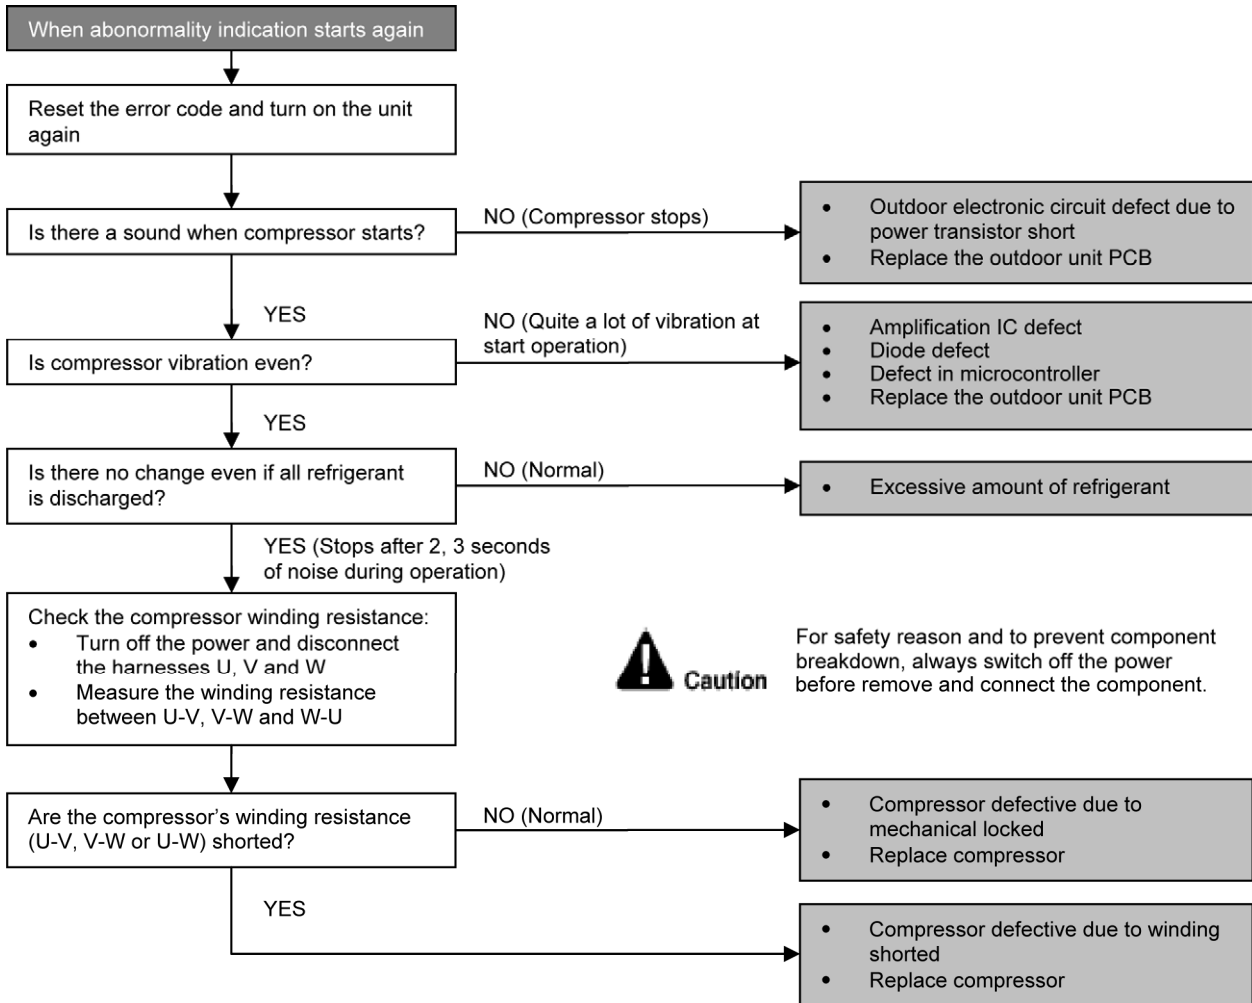 When abonormality indication starts again
Reset the error code and turn on the unit
again
Is there a sound when compressor starts?
NO (Compressor stops)
• Outdoor electronic circuit defect due to
power transistor short
• Replace the outdoor unit PCB
YES
Is compressor vibration even?
NO (Quite a lot of vibration at
start operation)
• Amplification IC defect
• Diode defect
• Defect in microcontroller
• Replace the outdoor unit PCB
YES
Is there no change even if all refrigerant
is discharged?
NO (Normal)
• Excessive amount of refrigerant
YES (Stops after 2, 3 seconds
of noise during operation)
Check the compressor winding resistance:
• Turn off the power and disconnect
the harnesses U, V and W
• Measure the winding resistance
between U-V, V-W and W-U
Caution
For safety reason and to prevent component
breakdown, always switch off the power
before remove and connect the component.
Are the compressor’s winding resistance
(U-V, V-W or U-W) shorted?
NO (Normal)
• Compressor defective due to
mechanical locked
• Replace compressor
YES
• Compressor defective due to winding
shorted
• Replace compressor